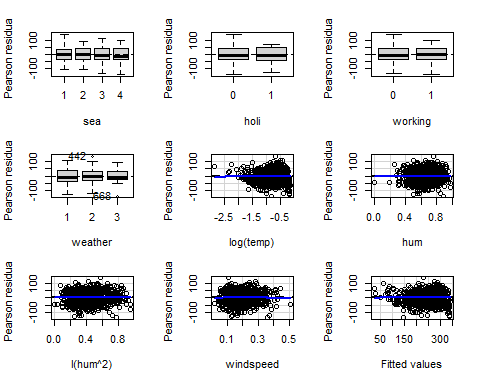 Pearson residua
-100 100
1 2 3 4
sea
Pearson residua
-100 100
0 1
holi
Pearson residua
-100 100
0 1
working
Pearson residua
-100 100
442
668
1 2 3
weather
Pearson residua
-100 100
-2.5 -1.5 -0.5
log(temp)
Pearson residua
-100 100
0.0 0.4 0.8
hum
Pearson residua
-100 100
0.0 0.4 0.8
I(hum^2)
Pearson residua
-100 100
0.1 0.3 0.5
windspeed
Pearson residua
-100 100
50 150 300
Fitted values